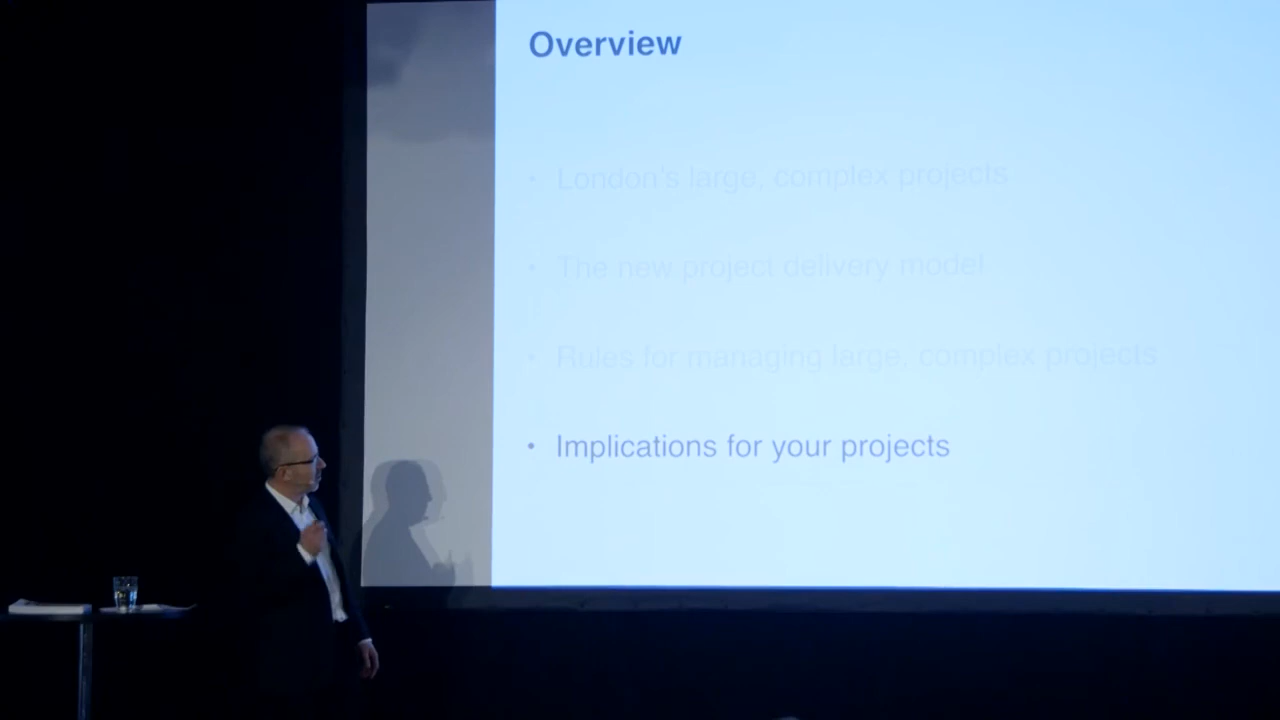 Overview
• London's large, complex projects
• The new project delivery model
• Rules for managing large, complex projects
• Implications for your projects